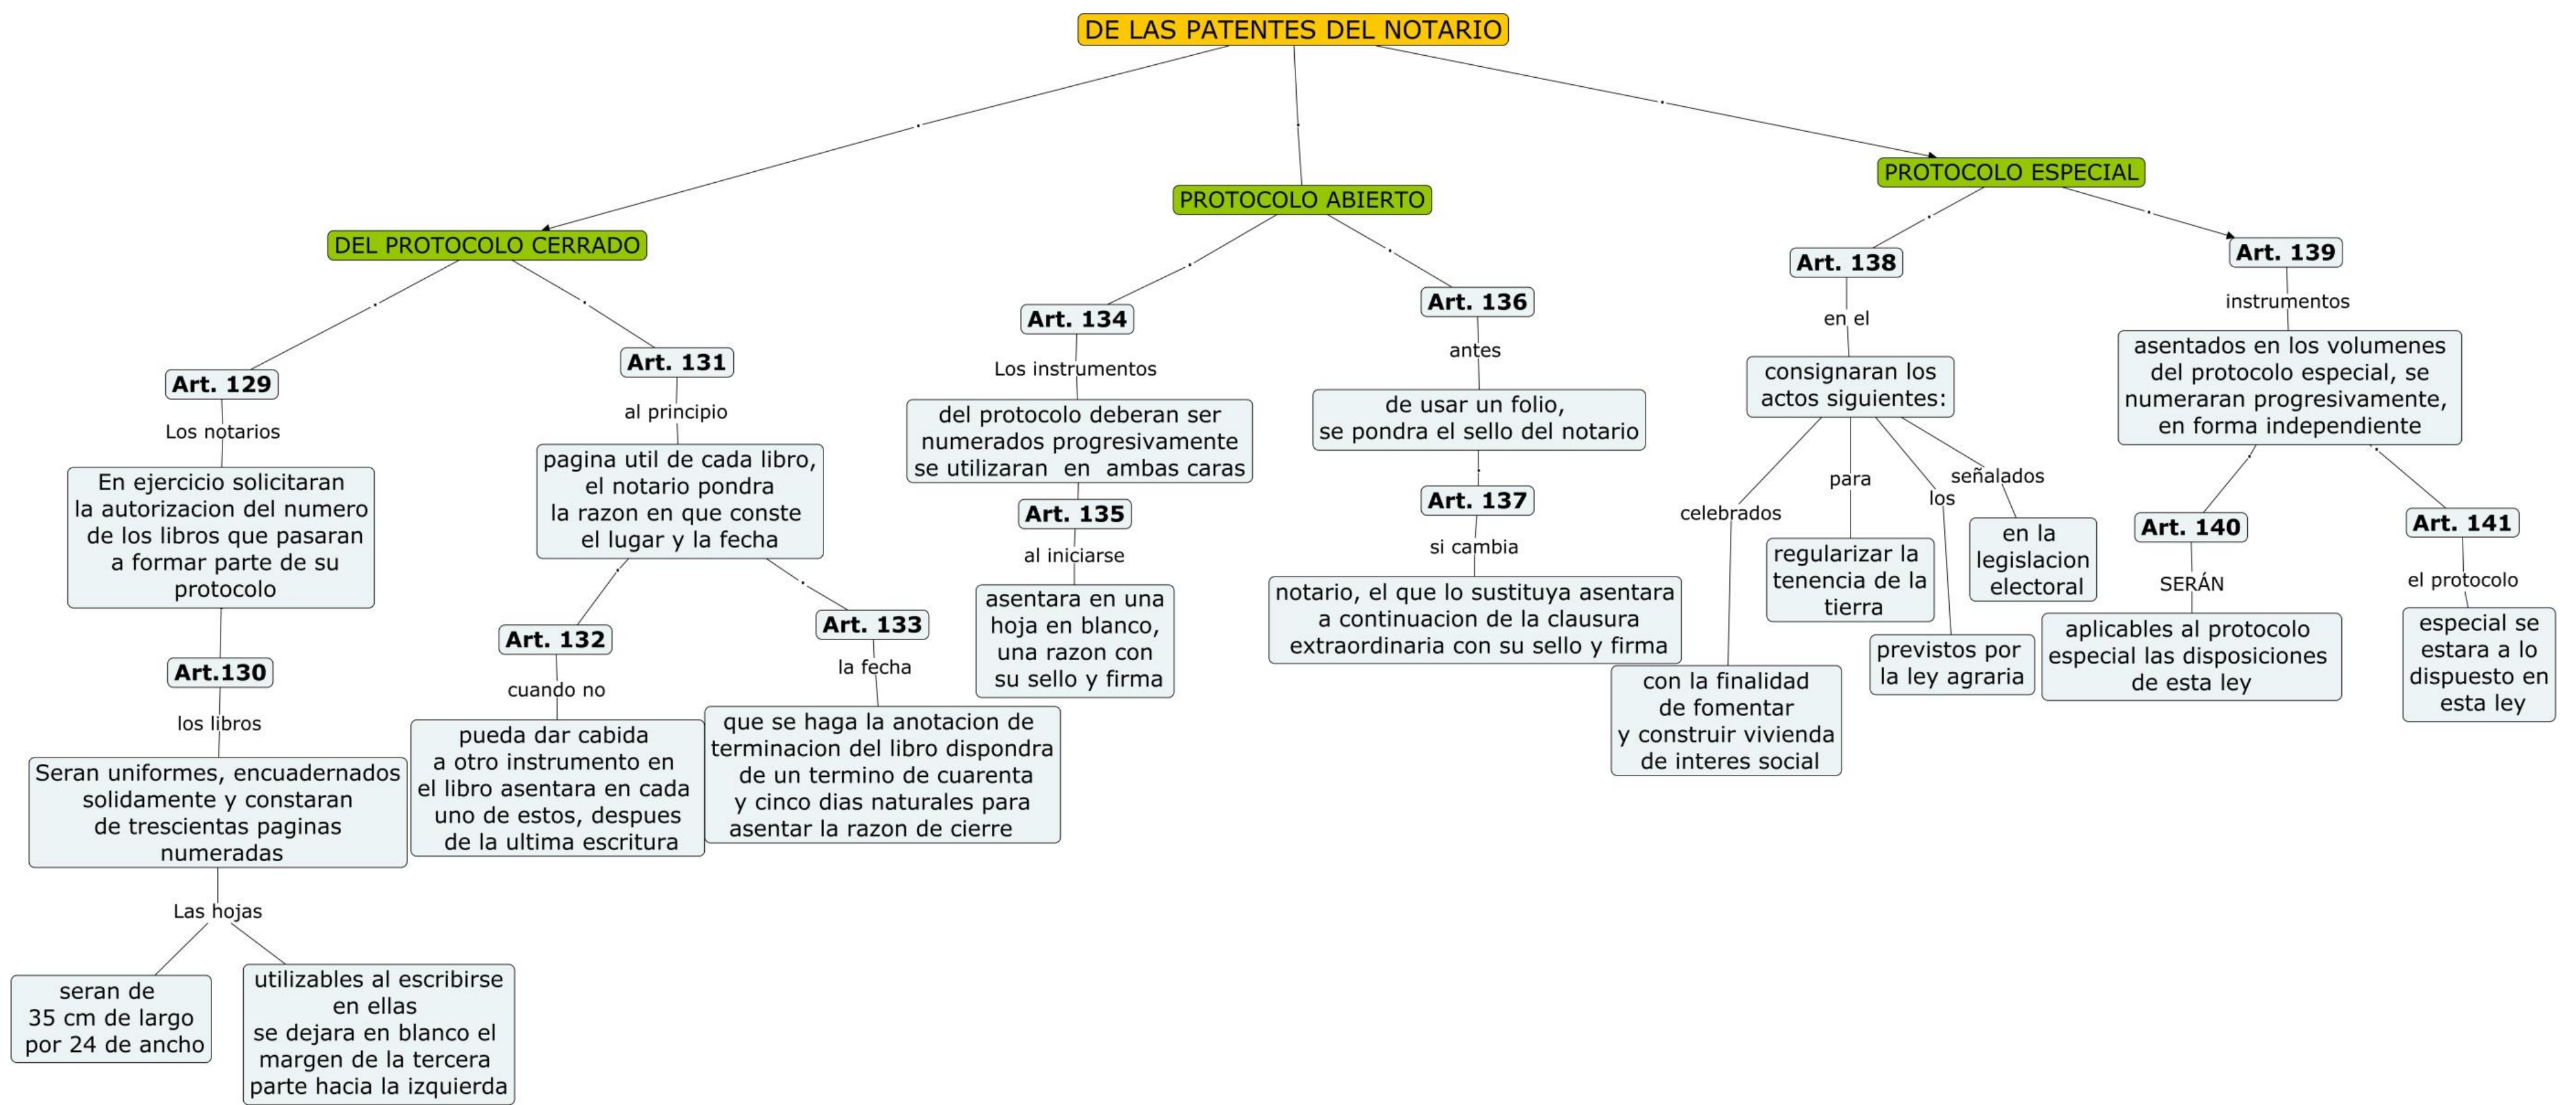 DE LAS PATENTES DEL NOTARIO
DEL PROTOCOLO CERRADO
Art. 129
Los notarios
En ejercicio solicitaran
la autorizacion del numero
de los libros que pasaran
a formar parte de su
protocolo
Art.130
los libros
Seran uniformes, encuadernados
solidamente y constaran
de trescientas paginas
numeradas
Las hojas
seran de
35 cm de largo
por 24 de ancho
utilizables al escribirse
en ellas
se dejara en blanco el
margen de la tercera
parte hacia la izquierda
Art. 131
al principio
pagina util de cada libro,
el notario pondra
la razon en que conste
el lugar y la fecha
Art. 132
cuando no
pueda dar cabida
a otro instrumento en
el libro asentara en cada
uno de estos, despues
de la ultima escritura
Art. 133
la fecha
que se haga la anotacion de
terminacion del libro dispondra
de un termino de cuarenta
y cinco dias naturales para
asentar la razon de cierre
PROTOCOLO ABIERTO
Art. 134
Los instrumentos
del protocolo deberan ser
numerados progresivamente
se utilizaran en ambas caras
Art. 135
al iniciarse
asentara en una
hoja en blanco,
una razon con
su sello y firma
Art. 136
antes
de usar un folio,
se pondra el sello del notario
Art. 137
si cambia
notario, el que lo sustituya asentara
a continuacion de la clausura
extraordinaria con su sello y firma
PROTOCOLO ESPECIAL
Art. 138
en el
consignaran los
actos siguientes:
celebrados
con la finalidad
de fomentar
y construir vivienda
de interes social
para
regularizar la
tenencia de la
tierra
los
previstos por
la ley agraria
señalados
en la
legislacion
electoral
Art. 139
instrumentos
asentados en los volumenes
del protocolo especial, se
numeraran progresivamente,
en forma independiente
Art. 140
SERÁN
aplicables al protocolo
especial las disposiciones
de esta ley
Art. 141
el protocolo
especial se
estara a lo
dispuesto en
esta ley